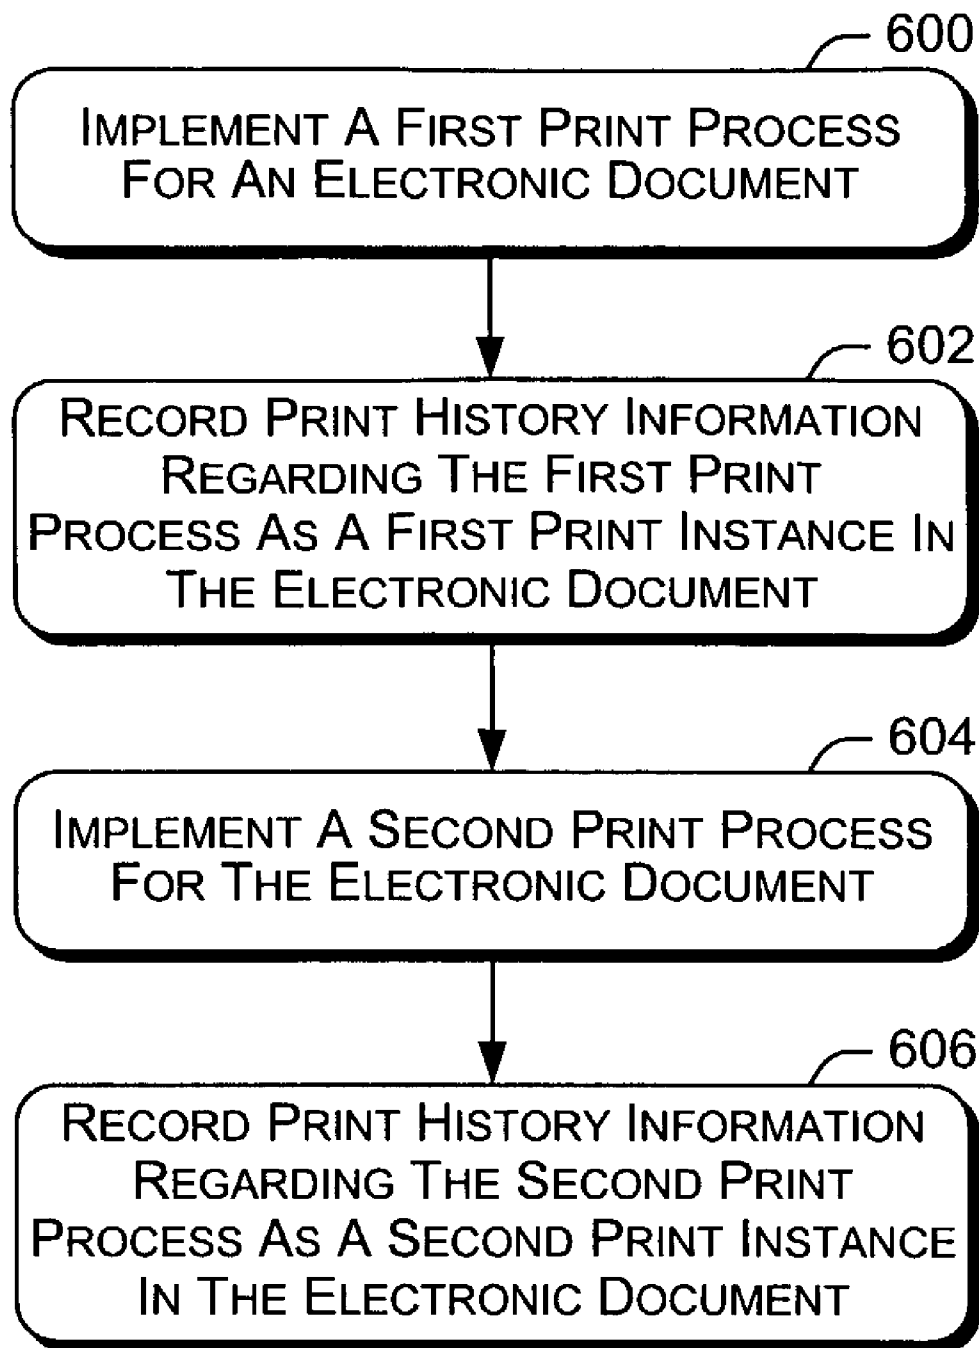 600
IMPLEMENT A FIRST PRINT PROCESS
FOR AN ELECTRONIC DOCUMENT
602
RECORD PRINT HISTORY INFORMATION
REGARDING THE FIRST PRINT
PROCESS AS A FIRST PRINT INSTANCE IN
THE ELECTRONIC DOCUMENT
604
IMPLEMENT A SECOND PRINT PROCESS
FOR THE ELECTRONIC DOCUMENT
606
RECORD PRINT HISTORY INFORMATION
REGARDING THE SECOND PRINT
PROCESS AS A SECOND PRINT INSTANCE
IN THE ELECTRONIC DOCUMENT